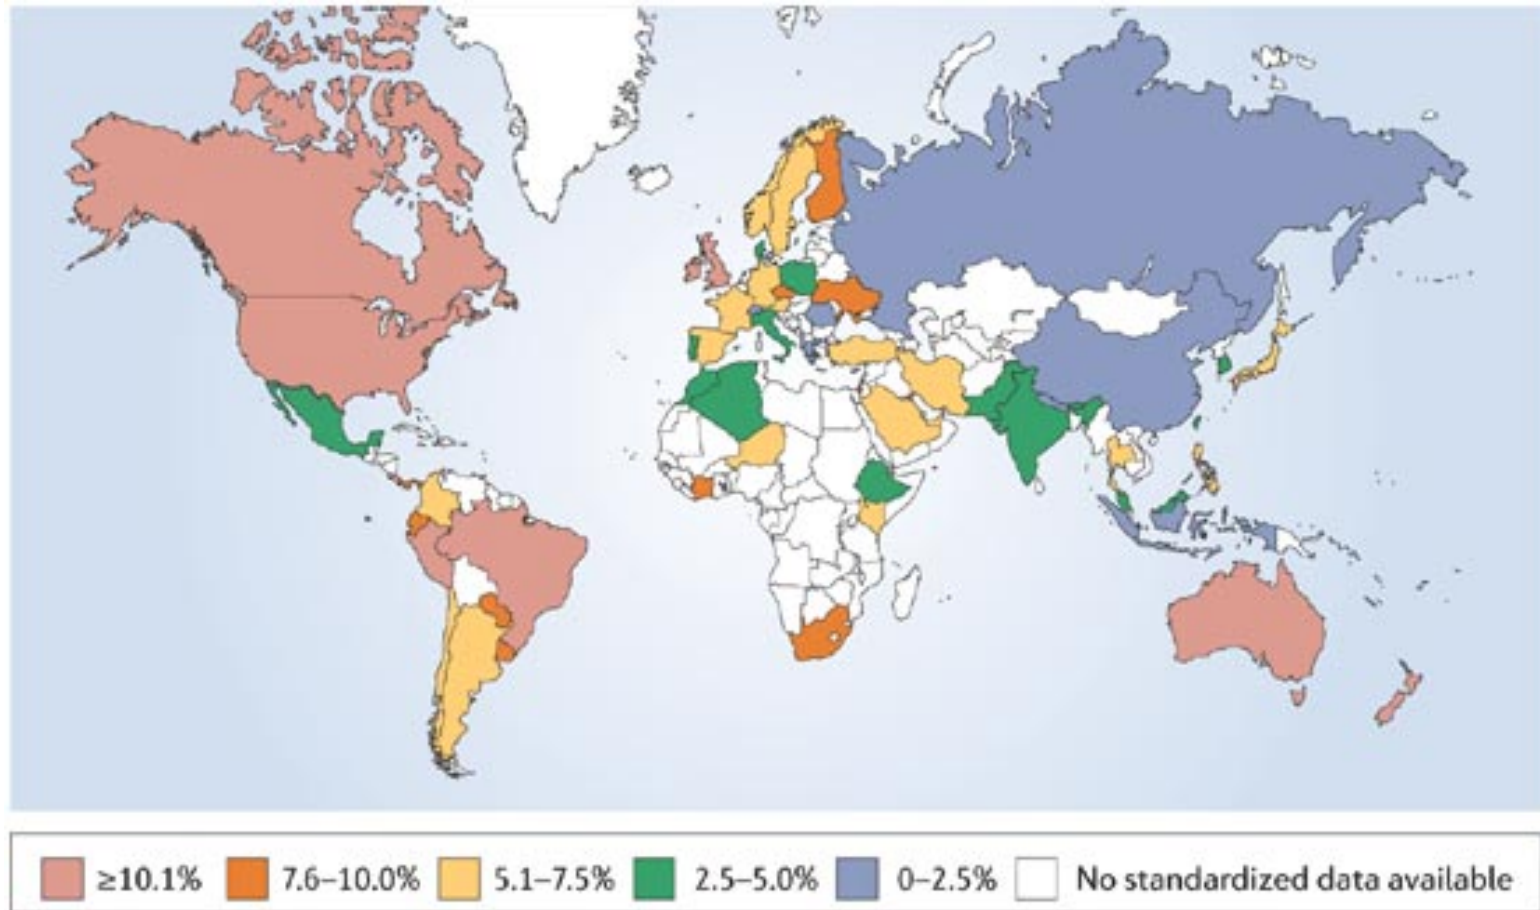 ≥10.1% 7.6–10.0% 5.1–7.5% 2.5–5.0% 0–2.5% No standardized data available